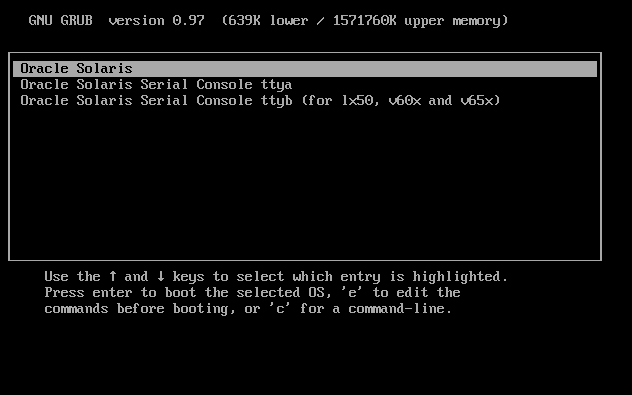 GNU GRUB  version 0.97  (639K lower / 1571760K upper memory)
Oracle Solaris
Oracle Solaris Serial Console ttya
Oracle Solaris Serial Console ttyb (for lx50, v60x and v65x)
Use the ↑ and ↓ keys to select which entry is highlighted.
Press enter to boot the selected OS, 'e' to edit the
commands before booting, or 'c' for a command-line.